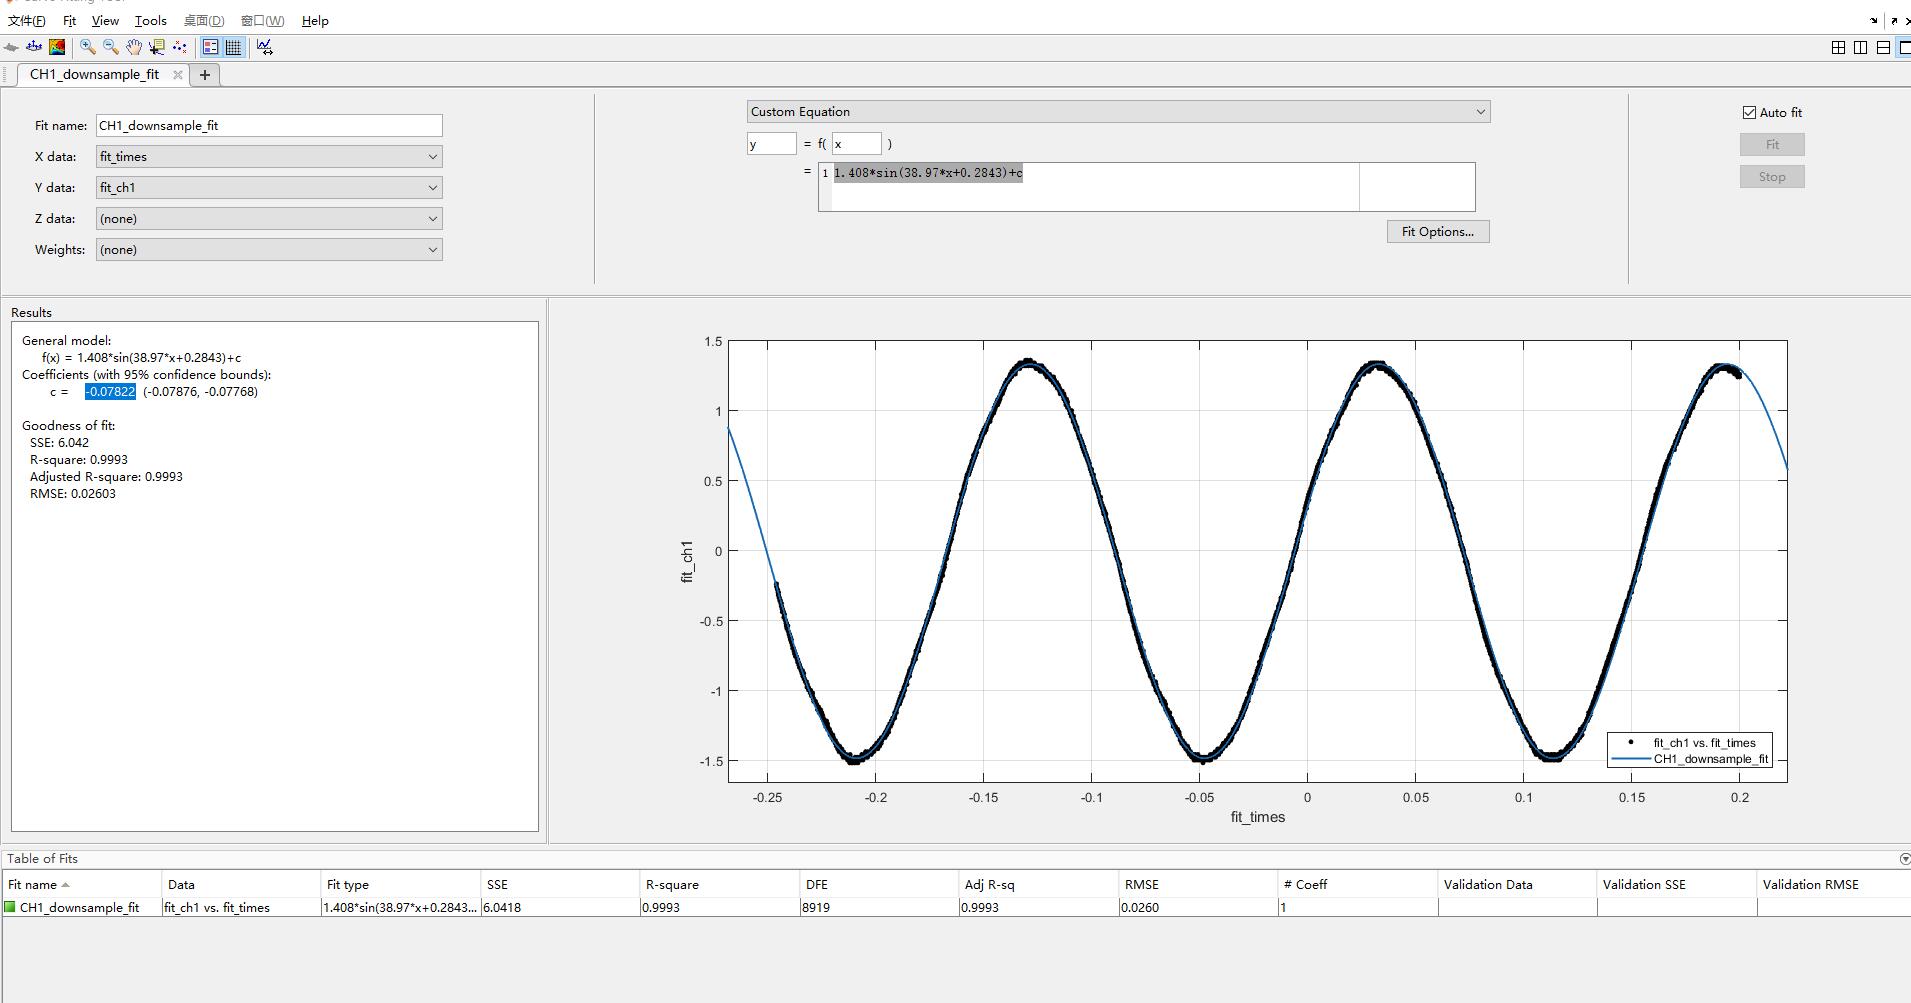 文件(F) Fit View Tools 桌面(D) 窗口(W) Help
CH1_downsample_fit
Fit name: CH1_downsample_fit
X data: fit_times
Y data: fit_ch1
Z data: (none)
Weights: (none)
Custom Equation
y = f( x )
= 1 1.408*sin(38.97*x+0.2843)+c
Fit Options...
Auto fit
Fit
Stop
Results
General model:
f(x) = 1.408*sin(38.97*x+0.2843)+c
Coefficients (with 95% confidence bounds):
c = -0.07822 (-0.07876, -0.07768)
Goodness of fit:
SSE: 6.042
R-square: 0.9993
Adjusted R-square: 0.9993
RMSE: 0.02603
1.5
1
0.5
0
-0.5
-1
-1.5
fit_ch1
-0.25 -0.2 -0.15 -0.1 -0.05 0 0.05 0.1 0.15 0.2
fit_times
fit_ch1 vs. fit_times
CH1_downsample_fit
Table of Fits
Fit name Data Fit type SSE R-square DFE Adj R-sq RMSE # Coeff Validation Data Validation SSE Validation RMSE
CH1_downsample_fit fit_ch1 vs. fit_times 1.408*sin(38.97*x+0.2843... 6.0418 0.9993 8919 0.9993 0.0260 1